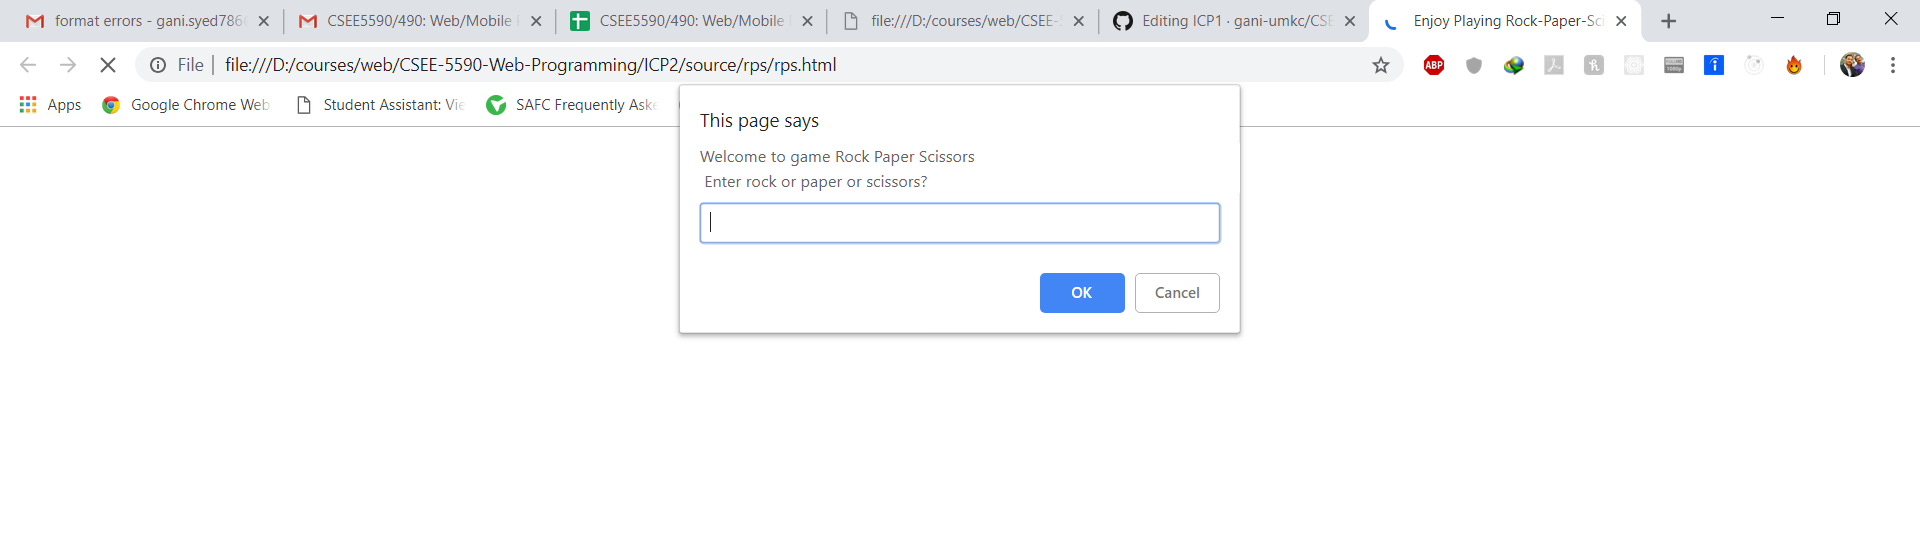 format errors - gani.syed786
CSEE5590/490: Web/Mobile
CSEE5590/490: Web/Mobile
file:///D:/courses/web/CSEE-
Editing ICP1 · gani-umkc/CSE
Enjoy Playing Rock-Paper-Sci
File
file:///D:/courses/web/CSEE-5590-Web-Programming/ICP2/source/rps/rps.html
ABP
Apps
Google Chrome Web
Student Assistant: Vie
SAFC Frequently Aske
This page says
Welcome to game Rock Paper Scissors
Enter rock or paper or scissors?
OK
Cancel